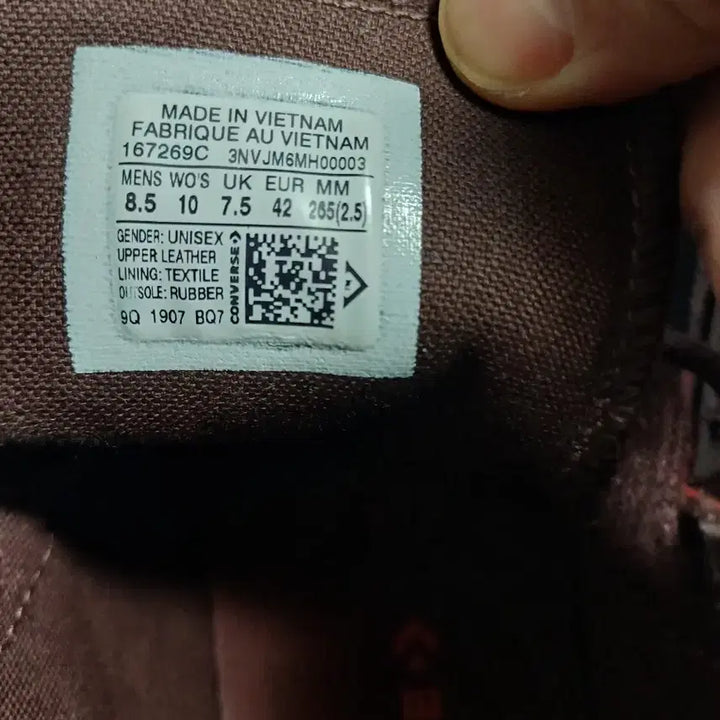 MADE IN VIETNAM
FABRIQUE AU VIETNAM
167269C 3NVJM6MH00003
MENS WO'S UK EUR MM
8.5 10 7.5 42 265(2.5)
GENDER: UNISEX
UPPER LEATHER
LINING: TEXTILE
OUTSOLE: RUBBER
9Q 1907 BQ7
CONVERSE